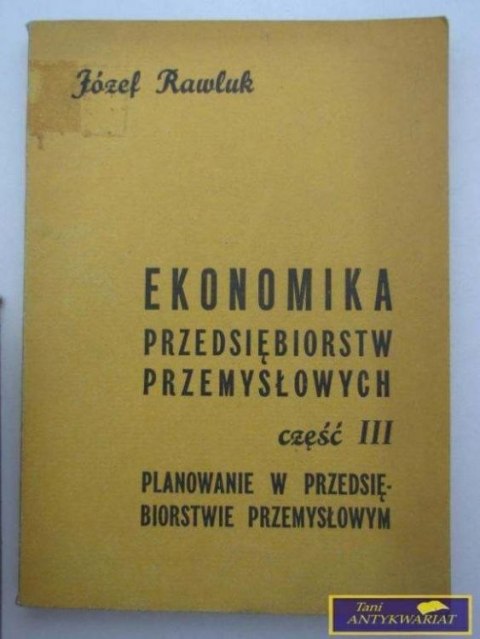 Józef Rawluk
EKONOMIKA
PRZEDSIĘBIORSTW
PRZEMYSŁOWYCH
część III
PLANOWANIE W PRZEDSIĘ-
BIORSTWIE PRZEMYSŁOWYM
Tani
ANTYKWARIAT